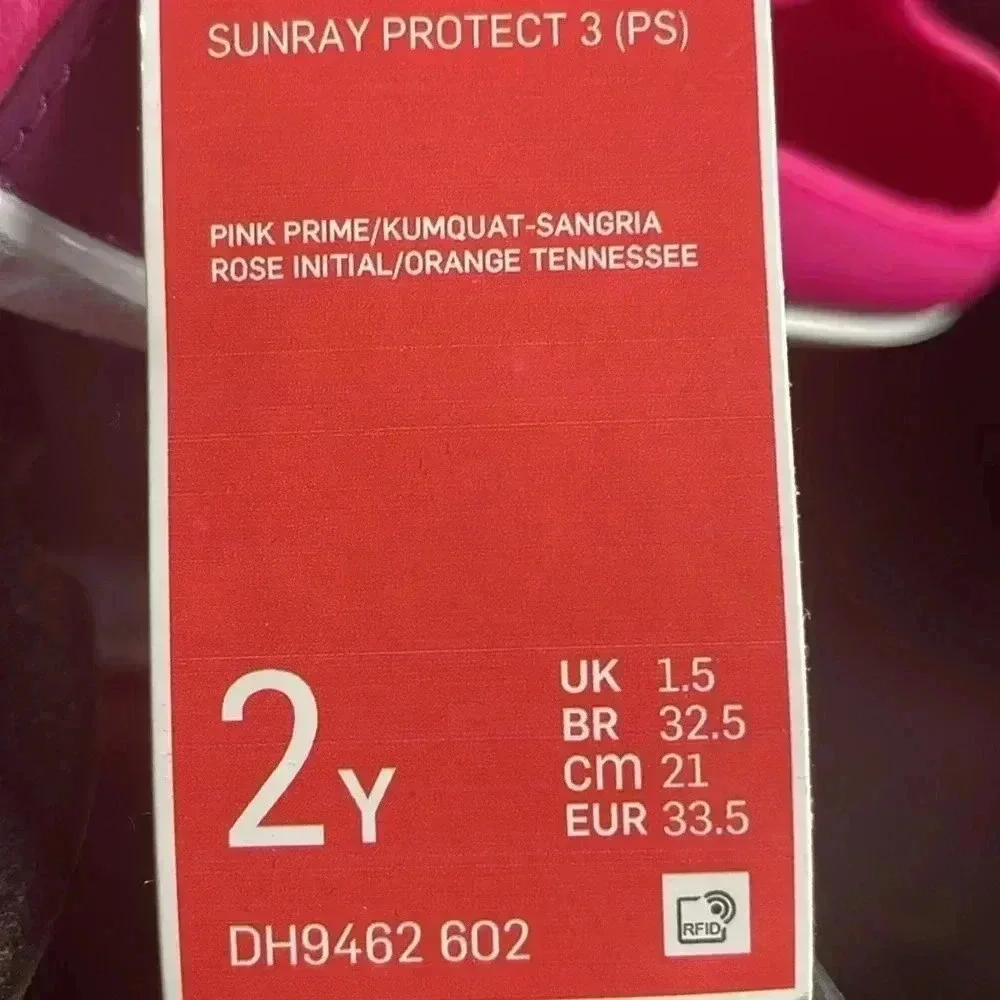 SUNRAY PROTECT 3 (PS)
PINK PRIME/KUMQUAT-SANGRIA
ROSE INITIAL/ORANGE TENNESSEE
2Y
UK 1.5
BR 32.5
cm 21
EUR 33.5
DH9462 602
RFID